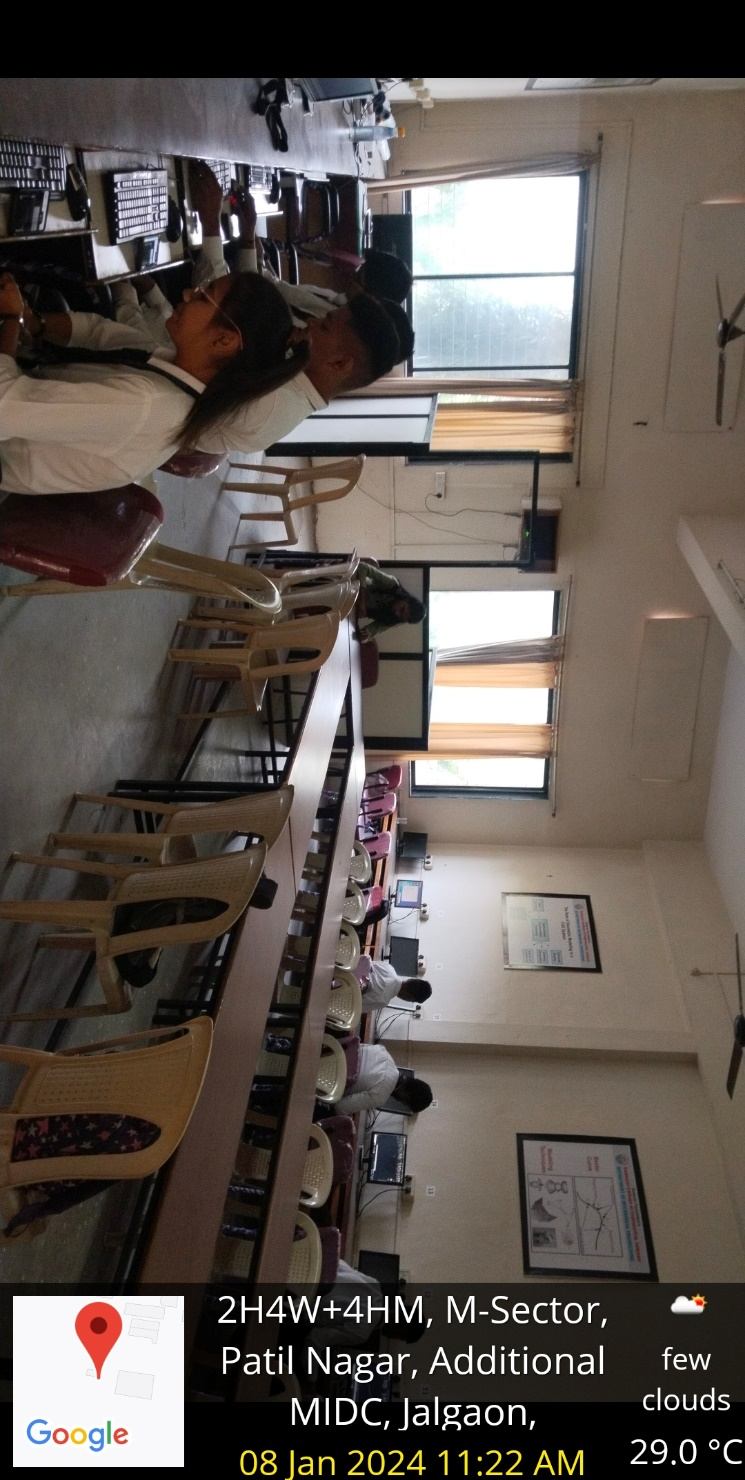 2H4W+4HM, M-Sector,
Patil Nagar, Additional
MIDC, Jalgaon,
08 Jan 2024 11:22 AM
few
clouds
29.0 °C
Google